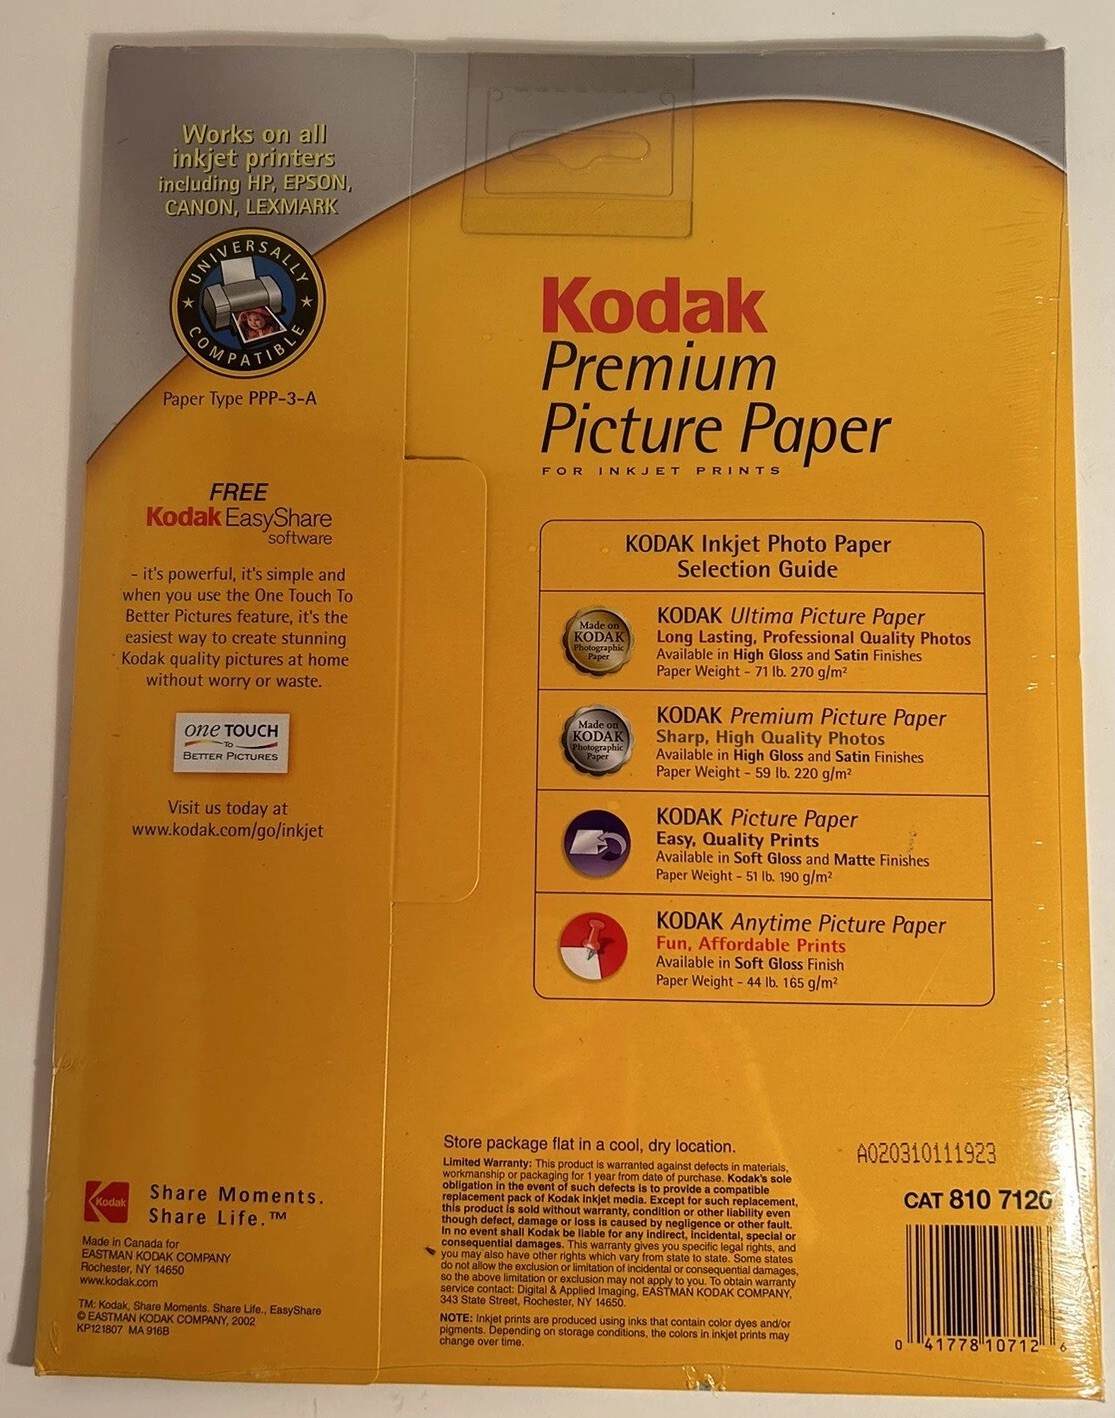 Works on all
inkjet printers
including HP, EPSON,
CANON, LEXMARK
UNIVERSALLY
COMPATIBLE
Paper Type PPP-3-A
FREE
Kodak EasyShare
software
- it's powerful, it's simple and
when you use the One Touch To
Better Pictures feature, it's the
easiest way to create stunning
Kodak quality pictures at home
without worry or waste.
one TOUCH
TO
BETTER PICTURES
Visit us today at
www.kodak.com/go/inkjet
Kodak
Share Moments.
Share Life.™
Made in Canada for
EASTMAN KODAK COMPANY
Rochester, NY 14650
www.kodak.com
TM: Kodak, Share Moments. Share Life., EasyShare
© EASTMAN KODAK COMPANY, 2002
KP121807 MA 916B
Kodak
Premium
Picture Paper
FOR INKJET PRINTS
KODAK Inkjet Photo Paper
Selection Guide
Made on
KODAK
Photographic
Paper
KODAK Ultima Picture Paper
Long Lasting, Professional Quality Photos
Available in High Gloss and Satin Finishes
Paper Weight - 71 lb. 270 g/m²
Made on
KODAK
Photographic
Paper
KODAK Premium Picture Paper
Sharp, High Quality Photos
Available in High Gloss and Satin Finishes
Paper Weight - 59 lb. 220 g/m²
KODAK Picture Paper
Easy, Quality Prints
Available in Soft Gloss and Matte Finishes
Paper Weight - 51 lb. 190 g/m²
KODAK Anytime Picture Paper
Fun, Affordable Prints
Available in Soft Gloss Finish
Paper Weight - 44 lb. 165 g/m²
Store package flat in a cool, dry location.
Limited Warranty: This product is warranted against defects in materials,
workmanship or packaging for 1 year from date of purchase. Kodak's sole
obligation in the event of such defects is to provide a compatible
replacement pack of Kodak inkjet media. Except for such replacement,
this product is sold without warranty, condition or other liability even
though defect, damage or loss is caused by negligence or other fault.
In no event shall Kodak be liable for any indirect, incidental, special or
consequential damages. This warranty gives you specific legal rights, and
you may also have other rights which vary from state to state. Some states
do not allow the exclusion or limitation of incidental or consequential damages,
so the above limitation or exclusion may not apply to you. To obtain warranty
service contact: Digital & Applied Imaging, EASTMAN KODAK COMPANY,
343 State Street, Rochester, NY 14650.
NOTE: Inkjet prints are produced using inks that contain color dyes and/or
pigments. Depending on storage conditions, the colors in inkjet prints may
change over time.
A020310111923
CAT 810 7120
0 41778 10712 6